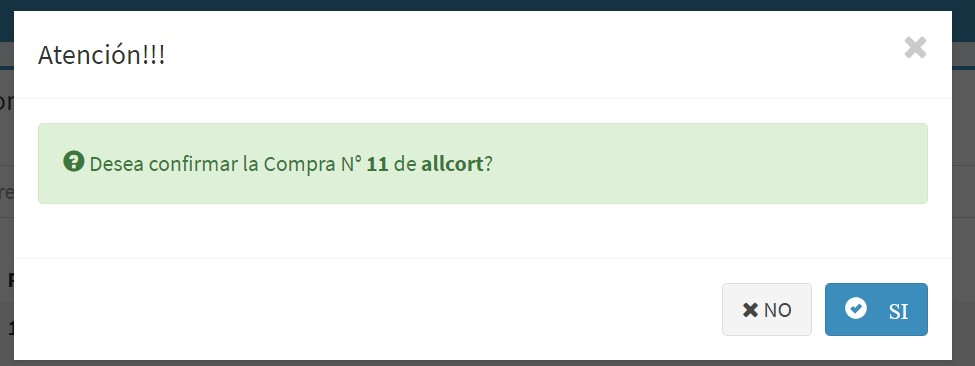 Atención!!!
Desea confirmar la Compra N° 11 de allcort?
NO
SI